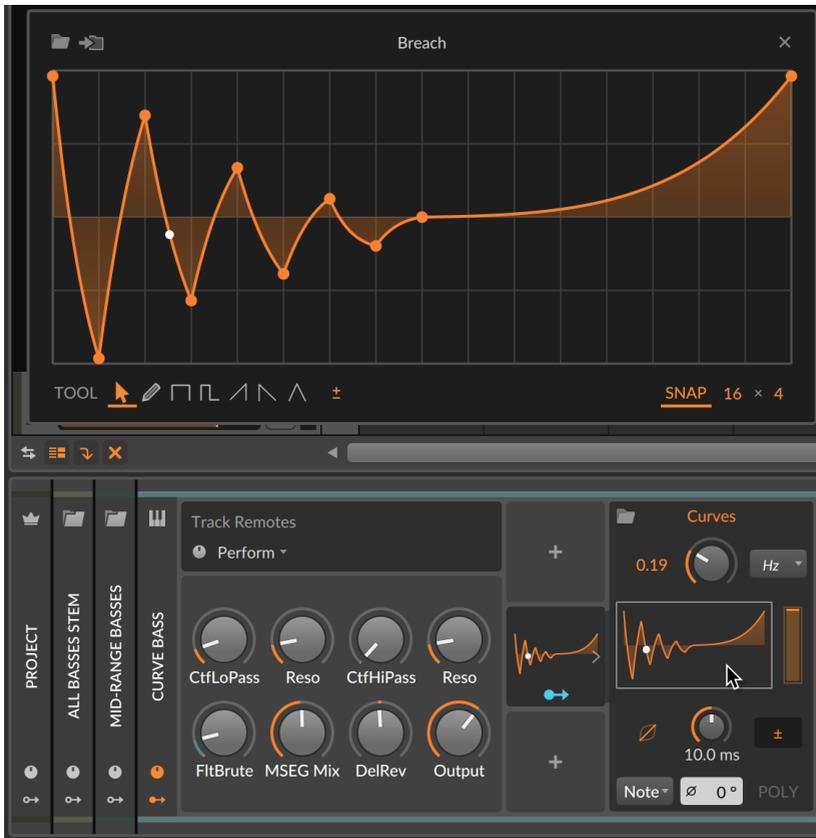 Breach
TOOL
±
SNAP 16 × 4
Track Remotes
Perform
CtfLoPass Reso CtfHiPass Reso
FltBrute MSEG Mix DelRev Output
PROJECT
ALL BASSES STEM
MID-RANGE BASSES
CURVE BASS
+
+
Curves
0.19 Hz
10.0 ms
±
Note 0° POLY